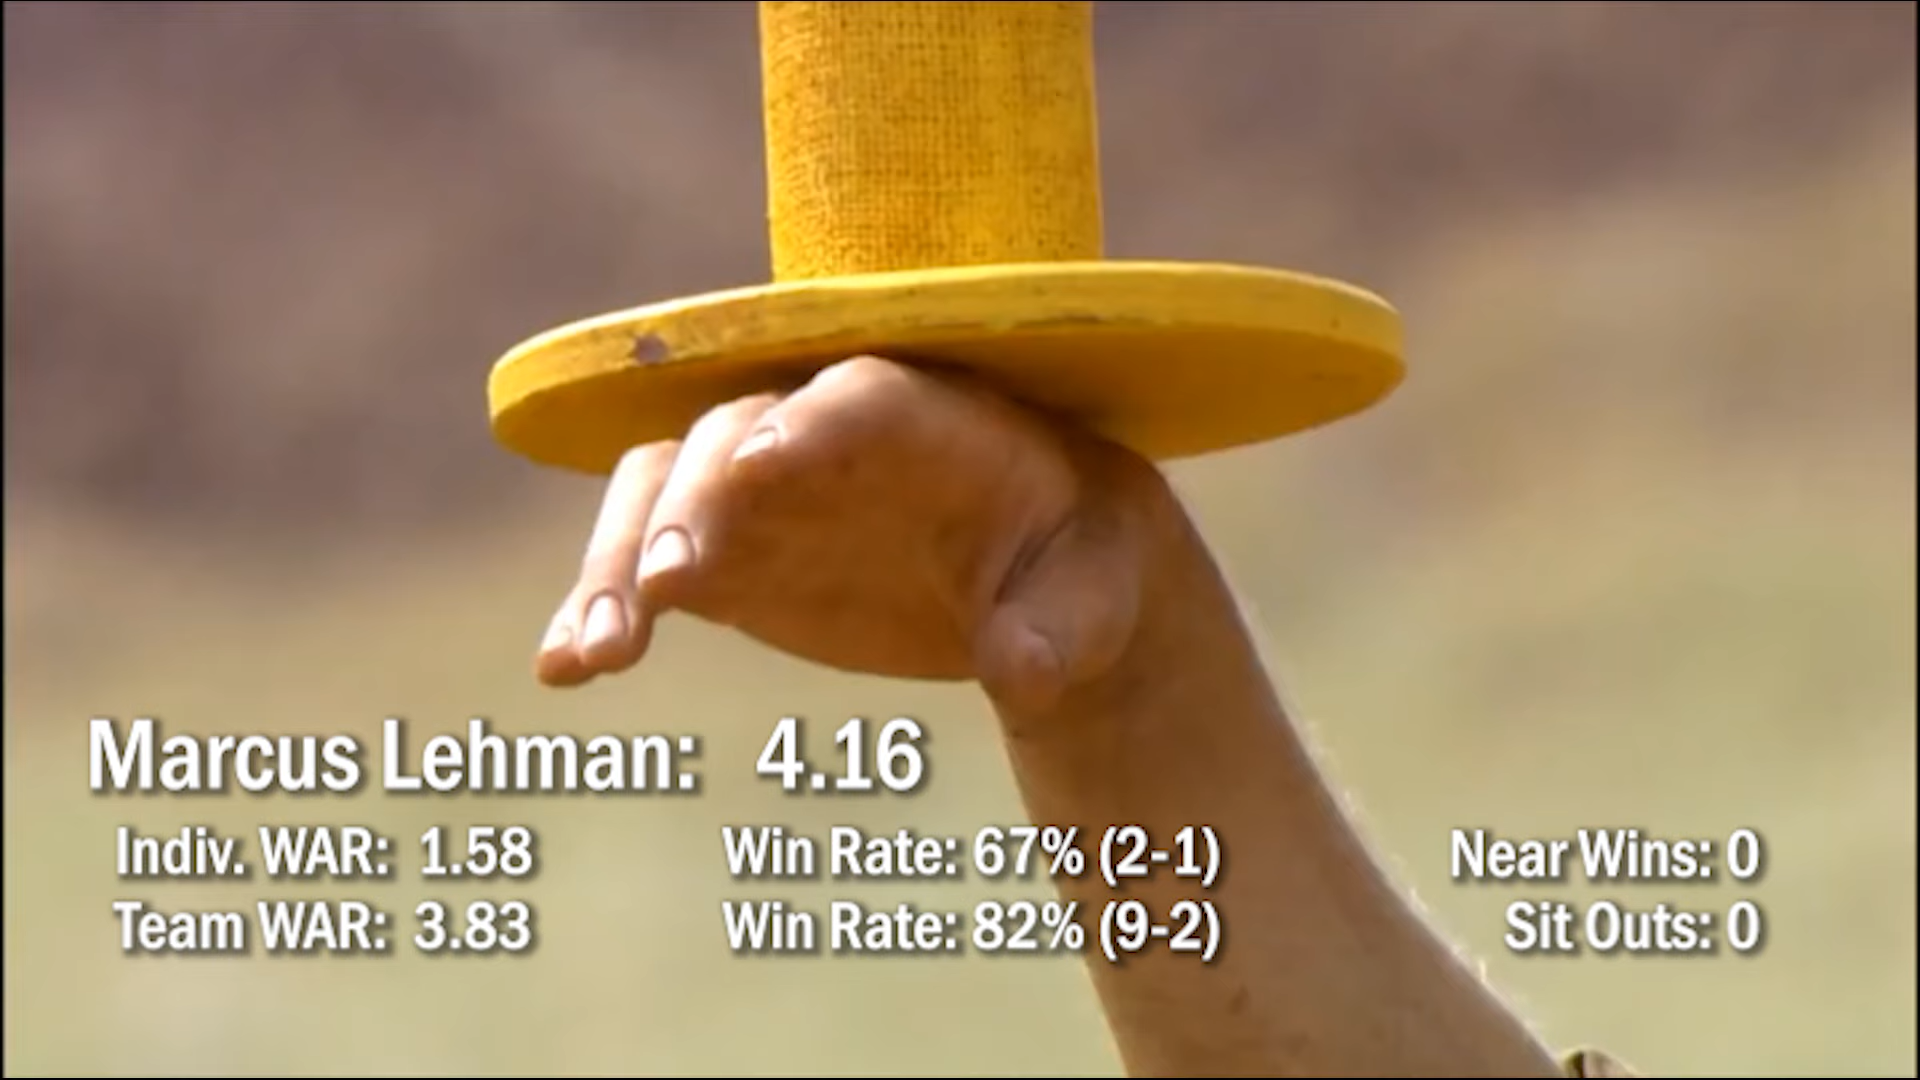 Marcus Lehman: 4.16
Indiv. WAR: 1.58 Win Rate: 67% (2-1) Near Wins: 0
Team WAR: 3.83 Win Rate: 82% (9-2) Sit Outs: 0